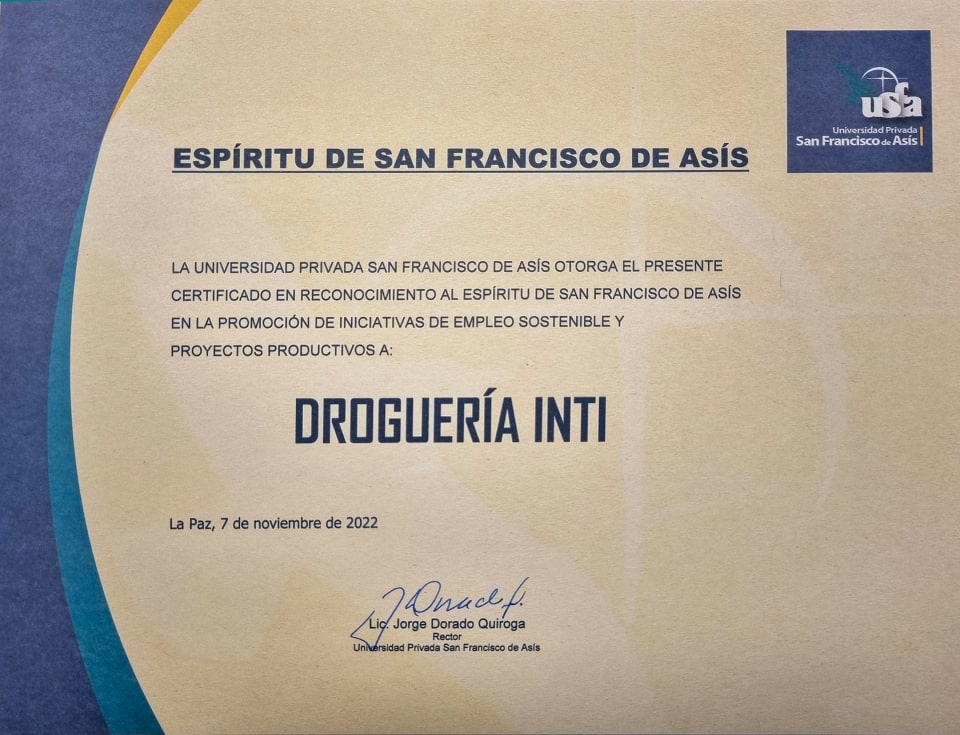 usfa
Universidad Privada
San Francisco de Asís
ESPÍRITU DE SAN FRANCISCO DE ASÍS
LA UNIVERSIDAD PRIVADA SAN FRANCISCO DE ASÍS OTORGA EL PRESENTE
CERTIFICADO EN RECONOCIMIENTO AL ESPÍRITU DE SAN FRANCISCO DE ASÍS
EN LA PROMOCIÓN DE INICIATIVAS DE EMPLEO SOSTENIBLE Y
PROYECTOS PRODUCTIVOS A:
DROGUERÍA INTI
La Paz, 7 de noviembre de 2022
Lic. Jorge Dorado Quiroga
Rector
Universidad Privada San Francisco de Asís